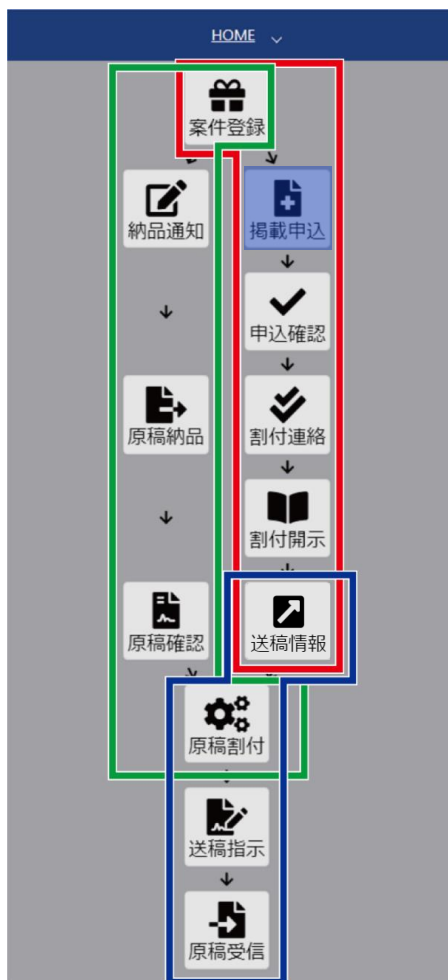 HOME
案件登録
納品通知
掲載申込
申込確認
原稿納品
割付連絡
割付開示
原稿確認
送稿情報
原稿割付
送稿指示
原稿受信